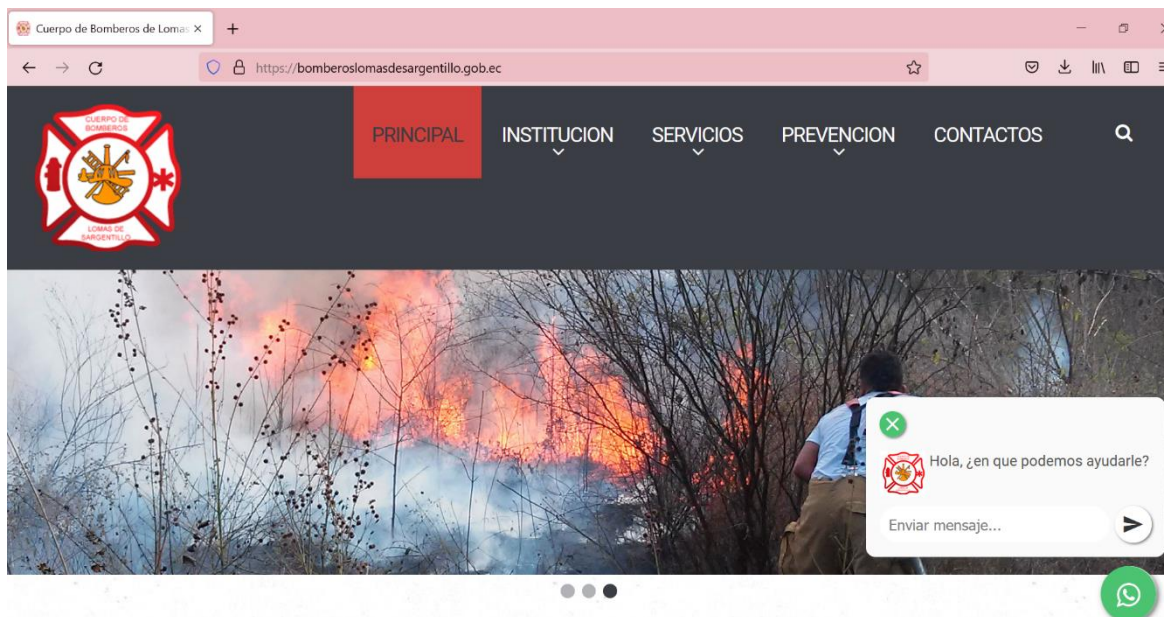 Cuerpo de Bomberos de Lomas
https://bomberoslomasdesargentillo.gob.ec
CUERPO DE
BOMBEROS
LOMAS DE
SARGENTILLO
PRINCIPAL
INSTITUCION
SERVICIOS
PREVENCION
CONTACTOS
Hola, ¿en que podemos ayudarle?
Enviar mensaje...